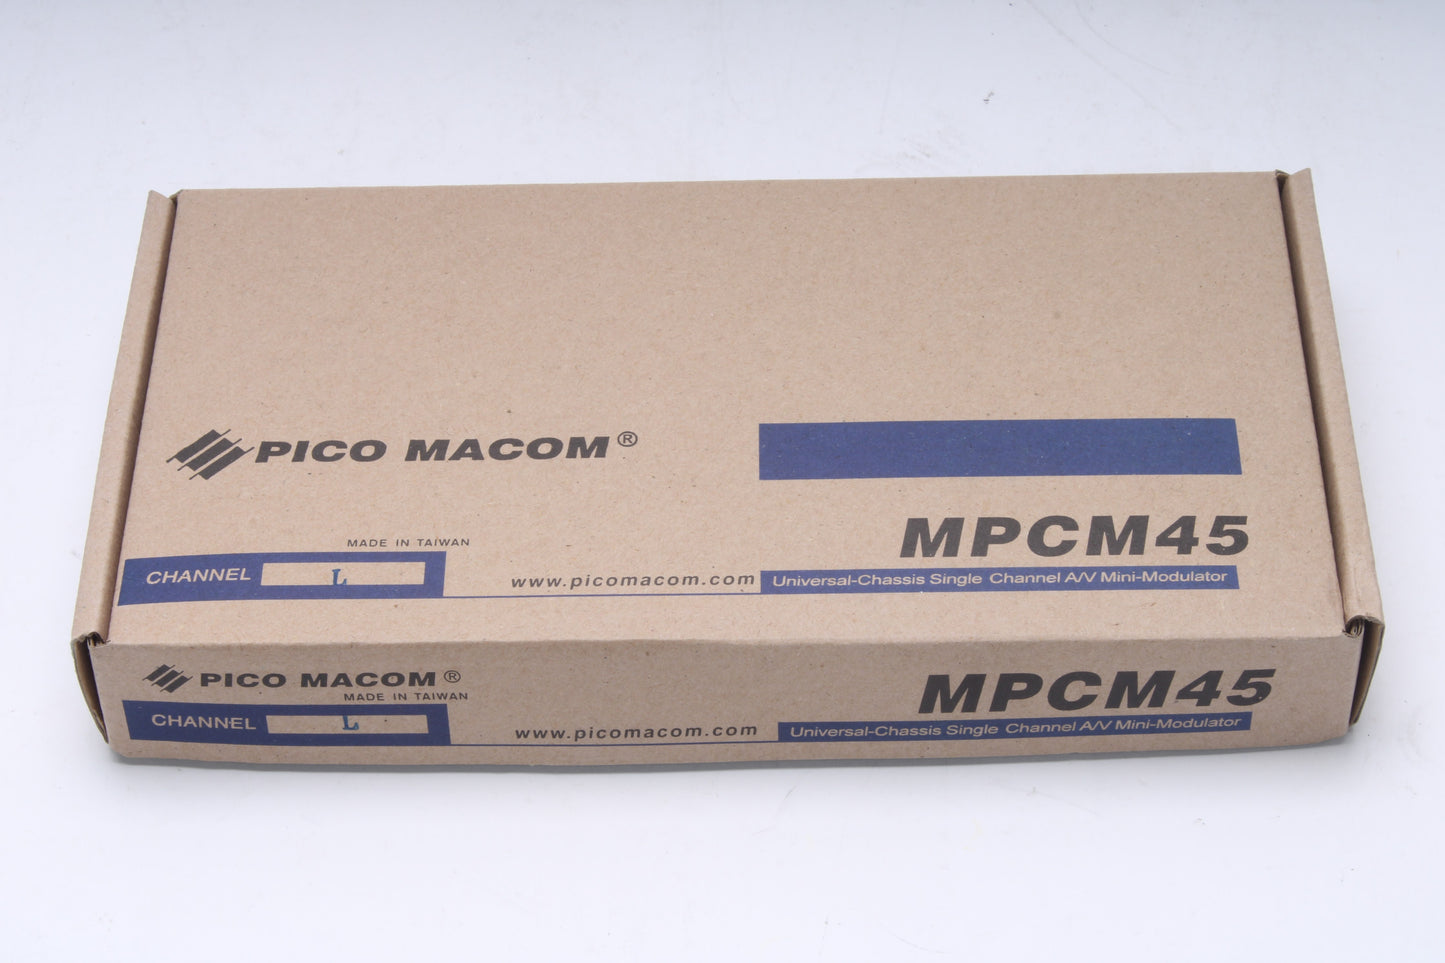 PICO MACOM®
MPCM45
MADE IN TAIWAN
CHANNEL L
www.picomacom.com
Universal-Chassis Single Channel A/V Mini-Modulator
PICO MACOM®
MADE IN TAIWAN
MPCM45
CHANNEL L
www.picomacom.com
Universal-Chassis Single Channel A/V Mini-Modulator